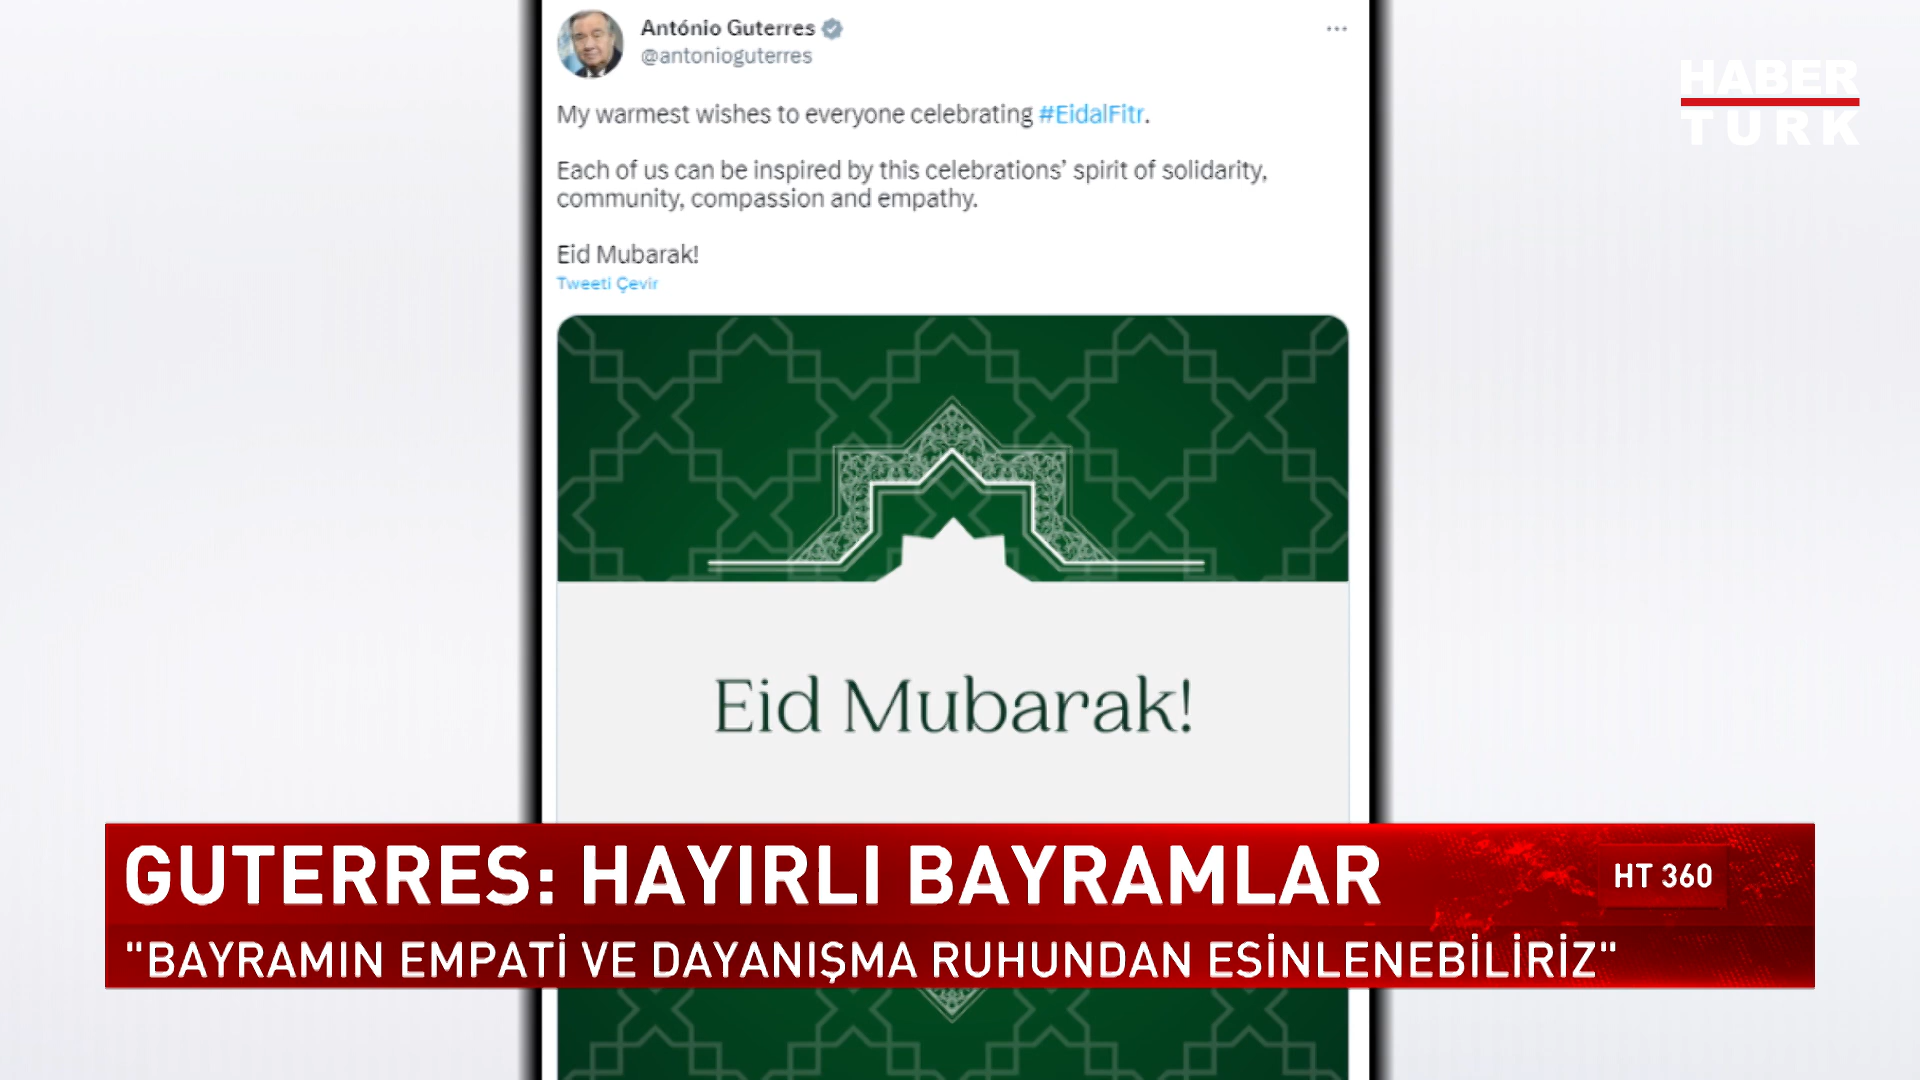 António Guterres
@antonioguterres
HABER
TURK
My warmest wishes to everyone celebrating #EidalFitr.
Each of us can be inspired by this celebrations’ spirit of solidarity,
community, compassion and empathy.
Eid Mubarak!
Tweeti Çevir
Eid Mubarak!
GUTERRES: HAYIRLI BAYRAMLAR
HT 360
"BAYRAMIN EMPATİ VE DAYANIŞMA RUHUNDAN ESİNLENEBİLİRİZ"